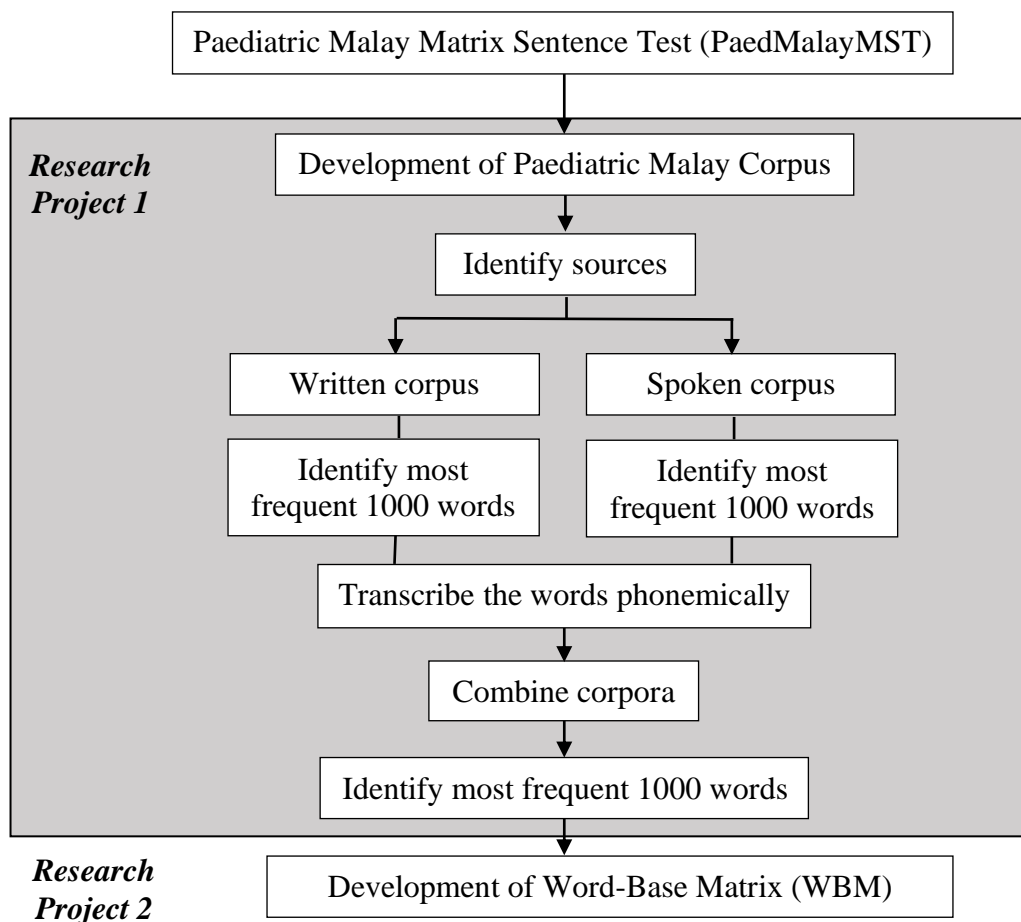 Paediatric Malay Matrix Sentence Test (PaedMalayMST)
Research
Project 1
Development of Paediatric Malay Corpus
Identify sources
Written corpus
Spoken corpus
Identify most
frequent 1000 words
Identify most
frequent 1000 words
Transcribe the words phonemically
Combine corpora
Identify most frequent 1000 words
Research
Project 2
Development of Word-Base Matrix (WBM)